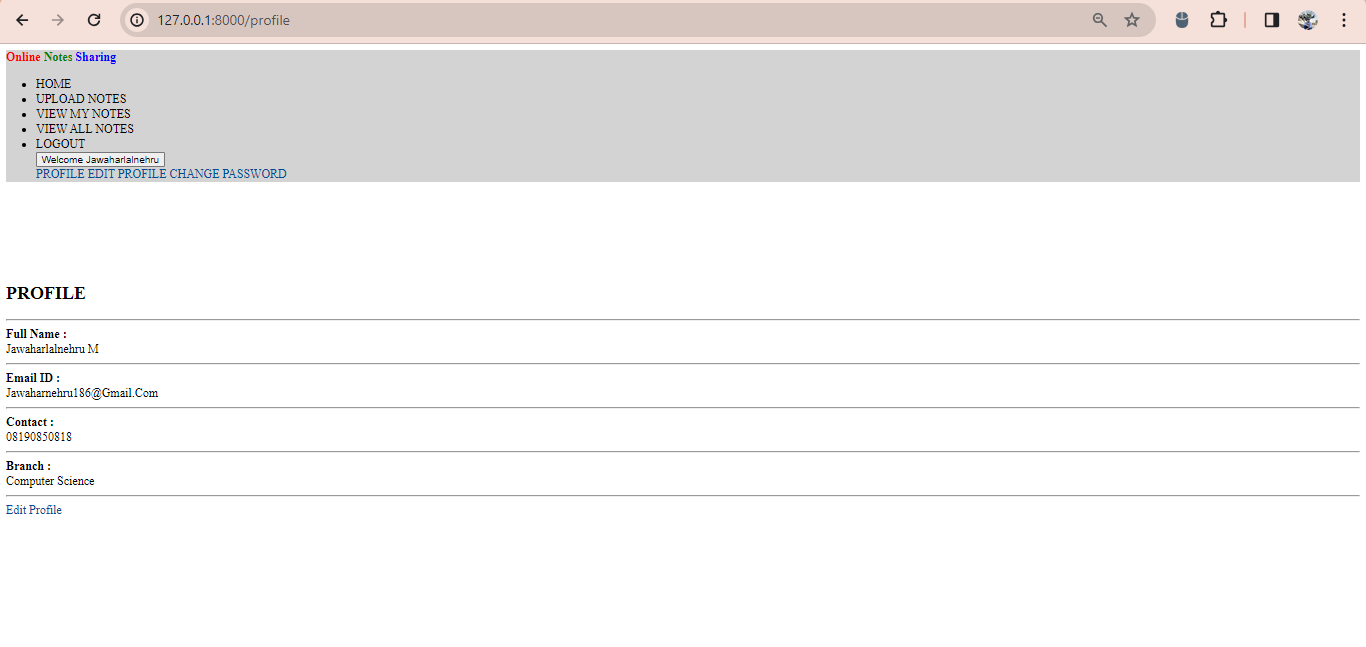 127.0.0.1:8000/profile
Online Notes Sharing
HOME
UPLOAD NOTES
VIEW MY NOTES
VIEW ALL NOTES
LOGOUT
Welcome Jawaharlalnehru
PROFILE EDIT PROFILE CHANGE PASSWORD
PROFILE
Full Name :
Jawaharlalnehru M
Email ID :
Jawaharnehru186@Gmail.Com
Contact :
08190850818
Branch :
Computer Science
Edit Profile